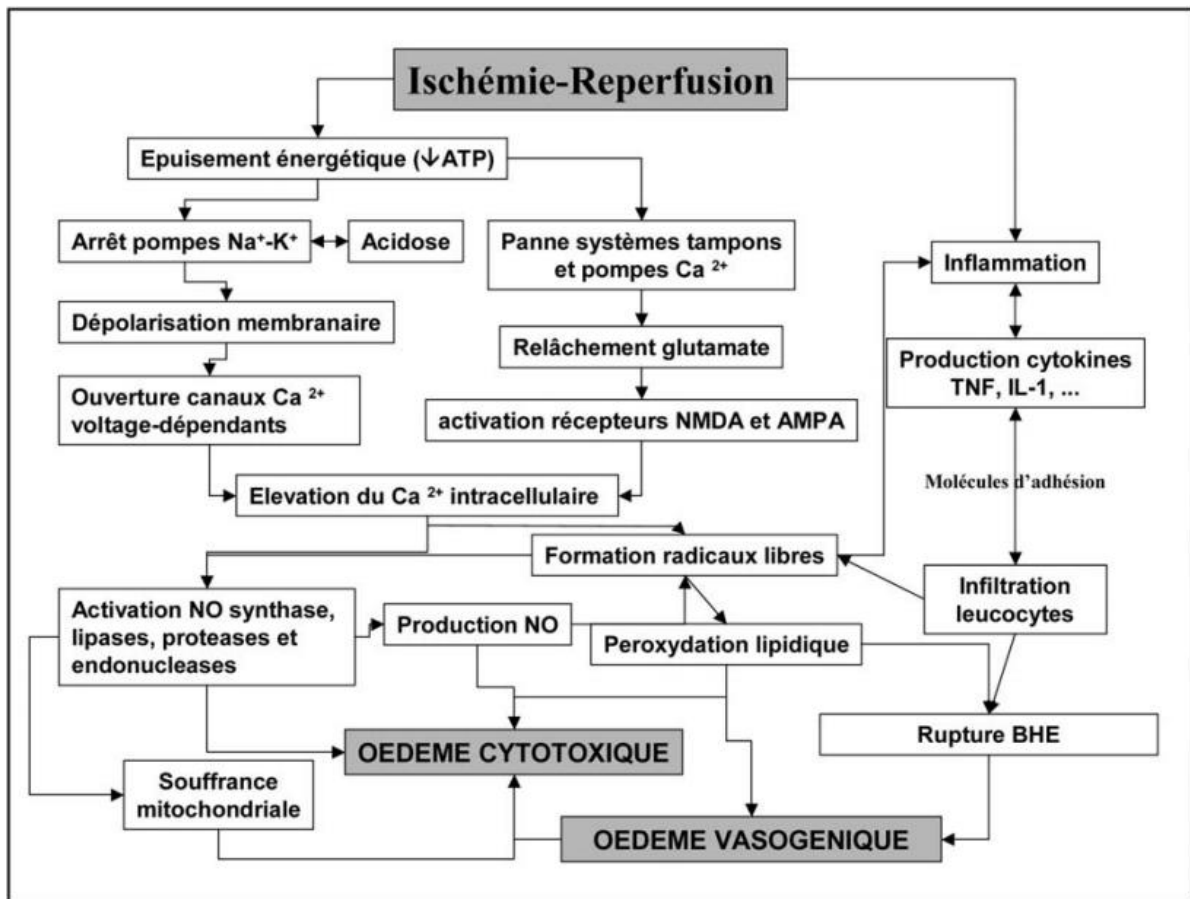 Ischémie-Reperfusion
Epuisement énergétique (↓ATP)
Arrêt pompes Na⁺-K⁺
Acidose
Panne systèmes tampons
et pompes Ca ²⁺
Inflammation
Dépolarisation membranaire
Relâchement glutamate
Production cytokines
TNF, IL-1, ...
Ouverture canaux Ca ²⁺
voltage-dépendants
activation récepteurs NMDA et AMPA
Molécules d'adhésion
Elevation du Ca ²⁺ intracellulaire
Formation radicaux libres
Infiltration
leucocytes
Activation NO synthase,
lipases, proteases et
endonucleases
Production NO
Peroxydation lipidique
Rupture BHE
OEDEME CYTOTOXIQUE
Souffrance
mitochondriale
OEDEME VASOGENIQUE